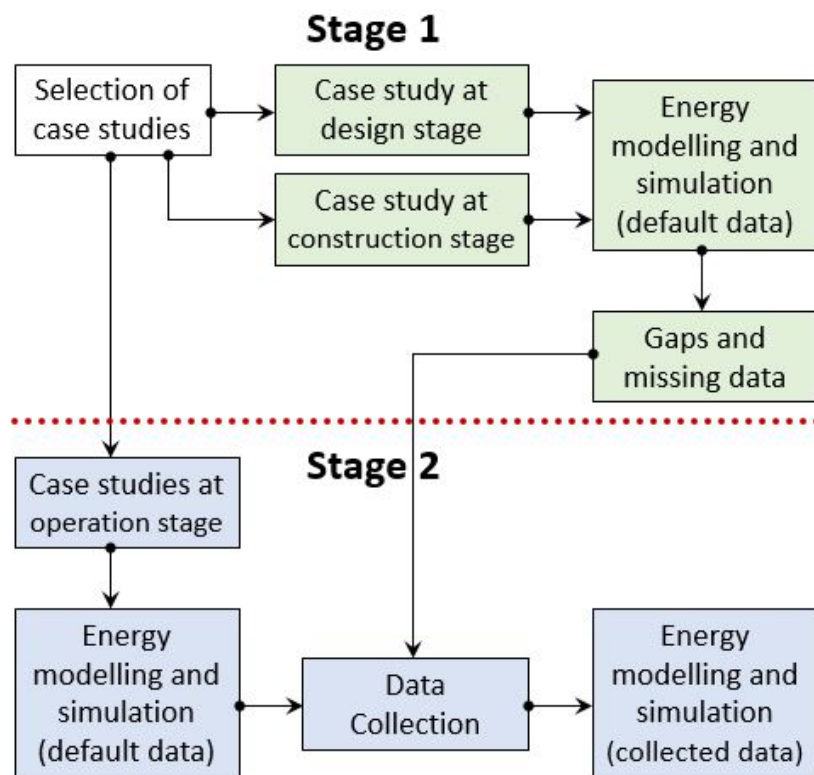 Stage 1
Selection of
case studies
Case study at
design stage
Case study at
construction stage
Energy
modelling and
simulation
(default data)
Gaps and
missing data
Stage 2
Case studies at
operation stage
Energy
modelling and
simulation
(default data)
Data
Collection
Energy
modelling and
simulation
(collected data)